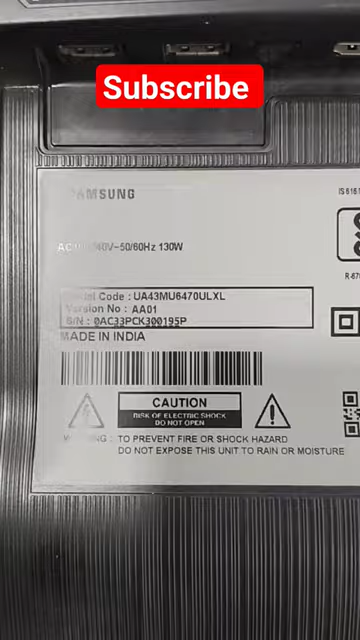 Subscribe
SAMSUNG
IS 616
240V~50/60Hz 130W
R-
Model Code : UA43MU6470ULXL
Version No : AA01
S/N : 0AC33PCK300195P
MADE IN INDIA
CAUTION
RISK OF ELECTRIC SHOCK
DO NOT OPEN
WARNING : TO PREVENT FIRE OR SHOCK HAZARD
DO NOT EXPOSE THIS UNIT TO RAIN OR MOISTURE